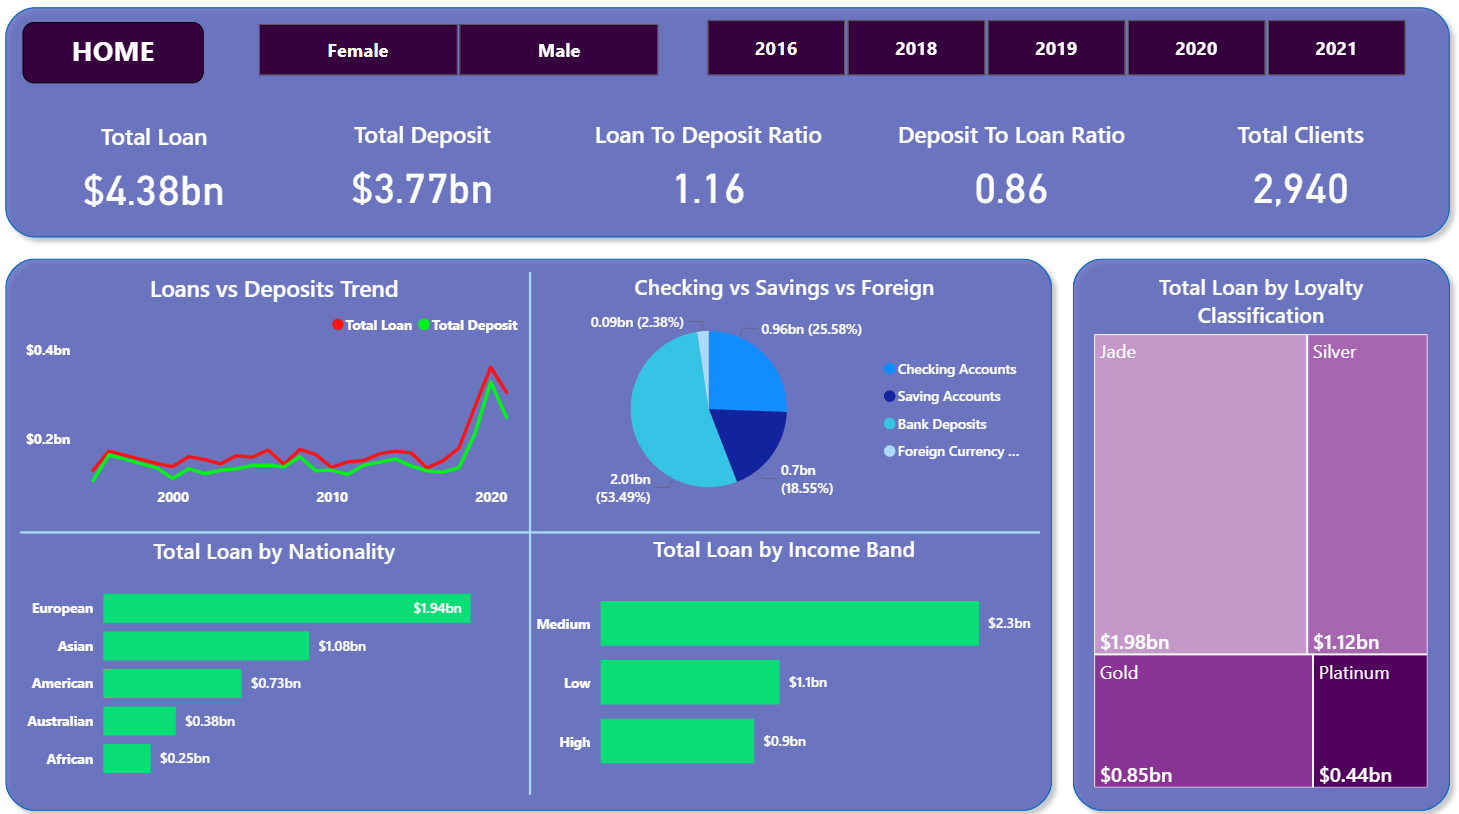 HOME
Female
Male
2016
2018
2019
2020
2021
Total Loan
$4.38bn
Total Deposit
$3.77bn
Loan To Deposit Ratio
1.16
Deposit To Loan Ratio
0.86
Total Clients
2,940
Loans vs Deposits Trend
Total Loan
Total Deposit
$0.4bn
$0.2bn
2000
2010
2020
Checking vs Savings vs Foreign
0.09bn (2.38%)
0.96bn (25.58%)
2.01bn
(53.49%)
0.7bn
(18.55%)
Checking Accounts
Saving Accounts
Bank Deposits
Foreign Currency ...
Total Loan by Nationality
European
$1.94bn
Asian
$1.08bn
American
$0.73bn
Australian
$0.38bn
African
$0.25bn
Total Loan by Income Band
Medium
$2.3bn
Low
$1.1bn
High
$0.9bn
Total Loan by Loyalty
Classification
Jade
$1.98bn
Silver
$1.12bn
Gold
$0.85bn
Platinum
$0.44bn